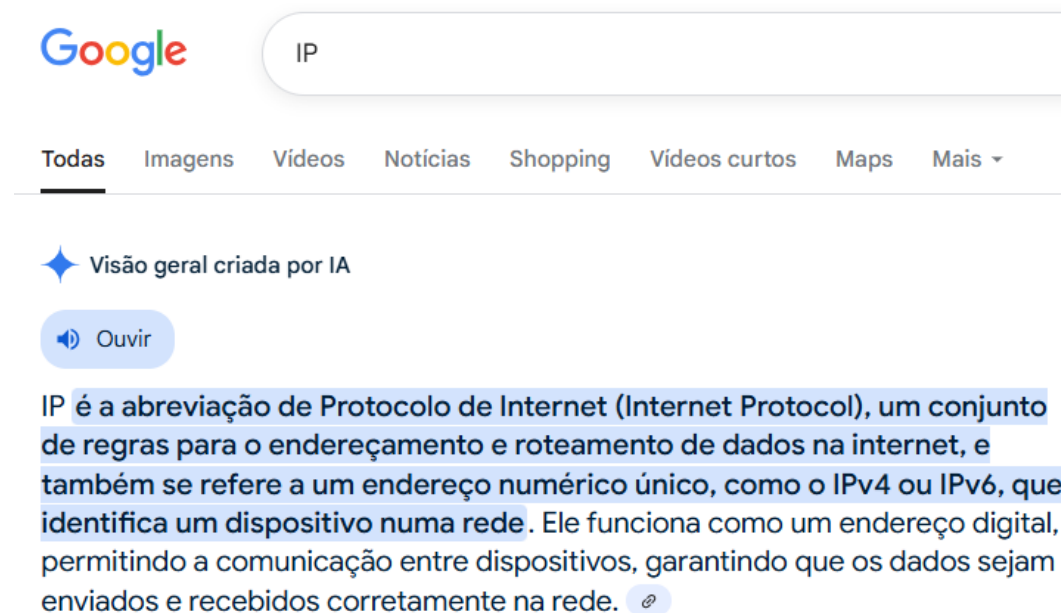 Google
IP
Todas Imagens Vídeos Notícias Shopping Vídeos curtos Maps Mais
Visão geral criada por IA
Ouvir
IP é a abreviação de Protocolo de Internet (Internet Protocol), um conjunto
de regras para o endereçamento e roteamento de dados na internet, e
também se refere a um endereço numérico único, como o IPv4 ou IPv6, que
identifica um dispositivo numa rede. Ele funciona como um endereço digital,
permitindo a comunicação entre dispositivos, garantindo que os dados sejam
enviados e recebidos corretamente na rede.